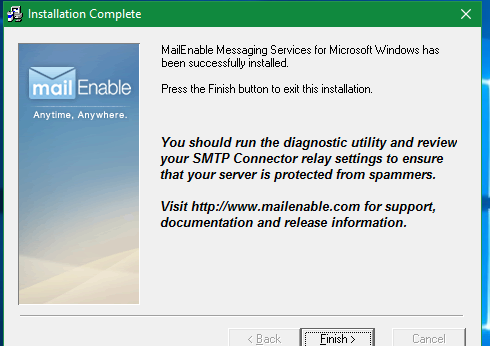 Installation Complete
MailEnable Messaging Services for Microsoft Windows has
been successfully installed.
Press the Finish button to exit this installation.
mail Enable
Anytime, Anywhere.
You should run the diagnostic utility and review
your SMTP Connector relay settings to ensure
that your server is protected from spammers.
Visit http://www.mailenable.com for support,
documentation and release information.
< Back
Finish >
Cancel